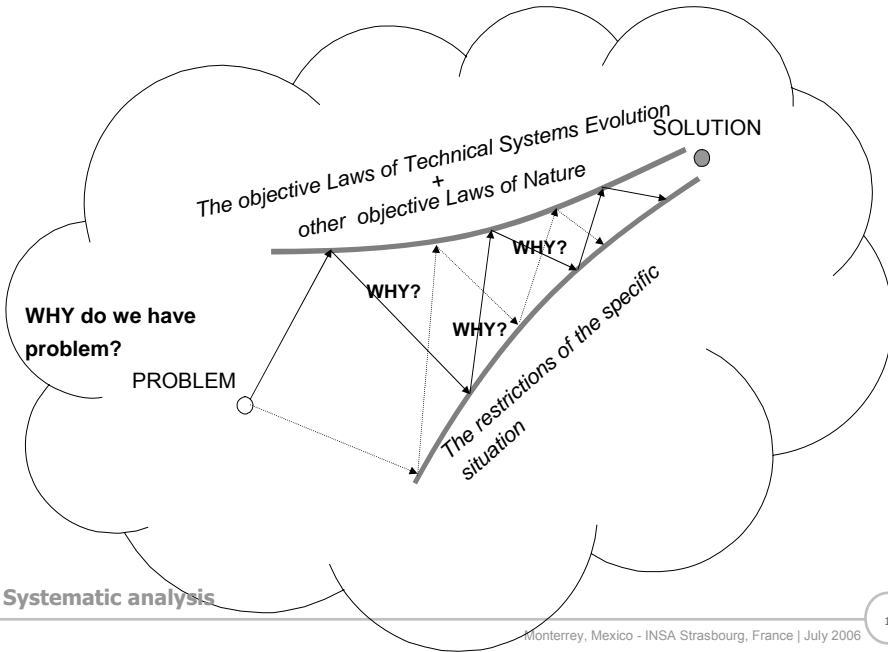 The objective Laws of Technical Systems Evolution
+
other objective Laws of Nature
SOLUTION
WHY?
WHY?
WHY?
WHY do we have
problem?
PROBLEM
The restrictions of the specific
situation
Systematic analysis
Monterrey, Mexico - INSA Strasbourg, France | July 2006
1